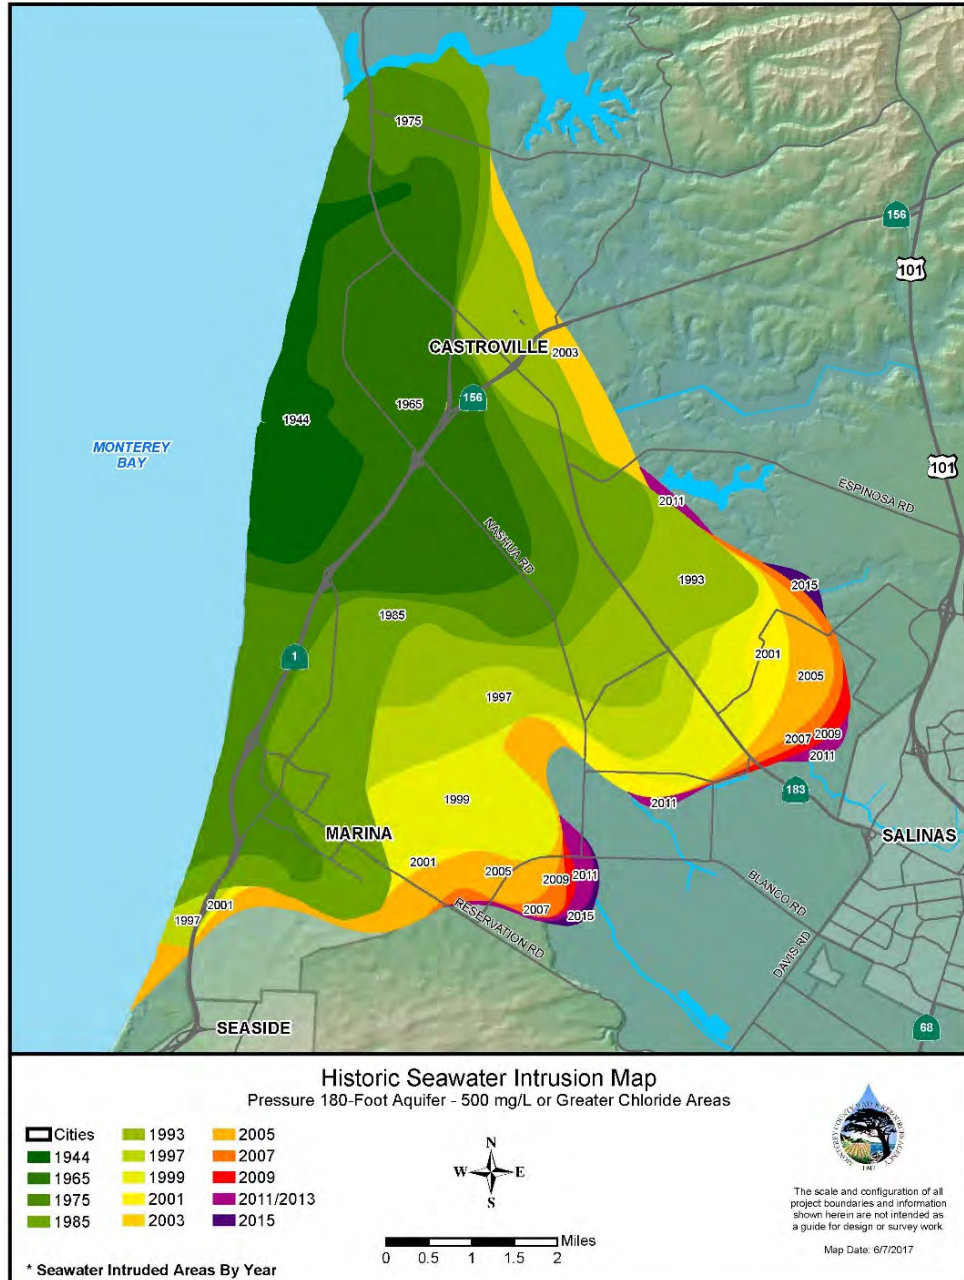 1975
156
101
CASTROVILLE
2003
156
1944
1965
MONTEREY
BAY
101
ESPINOSA RD
2011
NASHUA RD
1993
2015
1985
1
2001
2005
1997
2009
2007
2011
183
2011
1999
MARINA
SALINAS
2001
2005
2009
2011
BLANCO RD
2007
2015
RESERVATION RD
1997
2001
DAVIS RD
SEASIDE
68
Historic Seawater Intrusion Map
Pressure 180-Foot Aquifer - 500 mg/L or Greater Chloride Areas
Cities
1944
1965
1975
1985
1993
1997
1999
2001
2003
2005
2007
2009
2011/2013
2015
N
W E
S
Miles
0 0.5 1 1.5 2
MONTEREY COUNTY WATER RESOURCES AGENCY
1947
The scale and configuration of all
project boundaries and information
shown herein are not intended as
a guide for design or survey work
Map Date: 6/7/2017
* Seawater Intruded Areas By Year